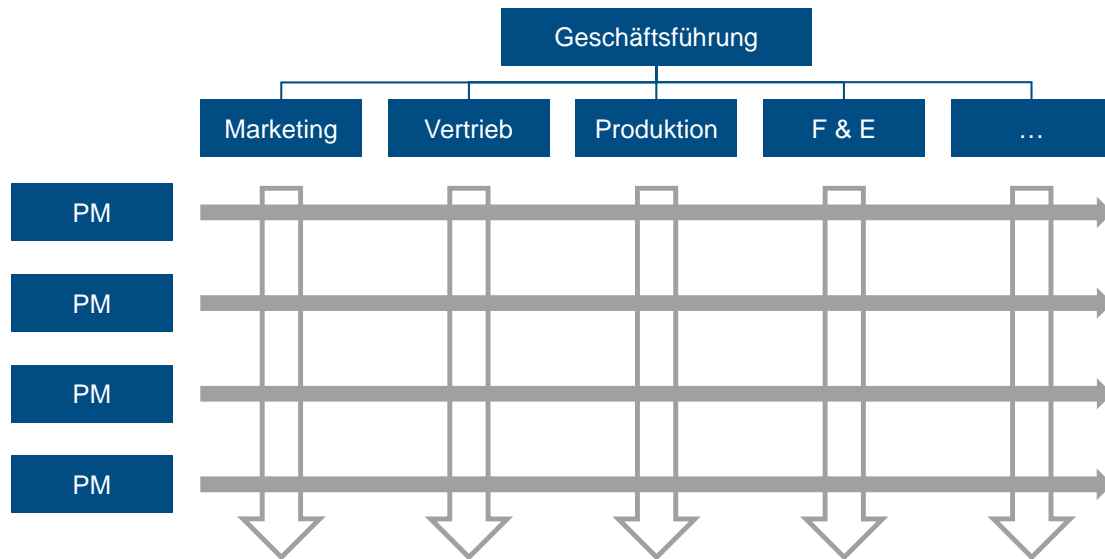 Geschäftsführung
Marketing
Vertrieb
Produktion
F & E
…
PM
PM
PM
PM